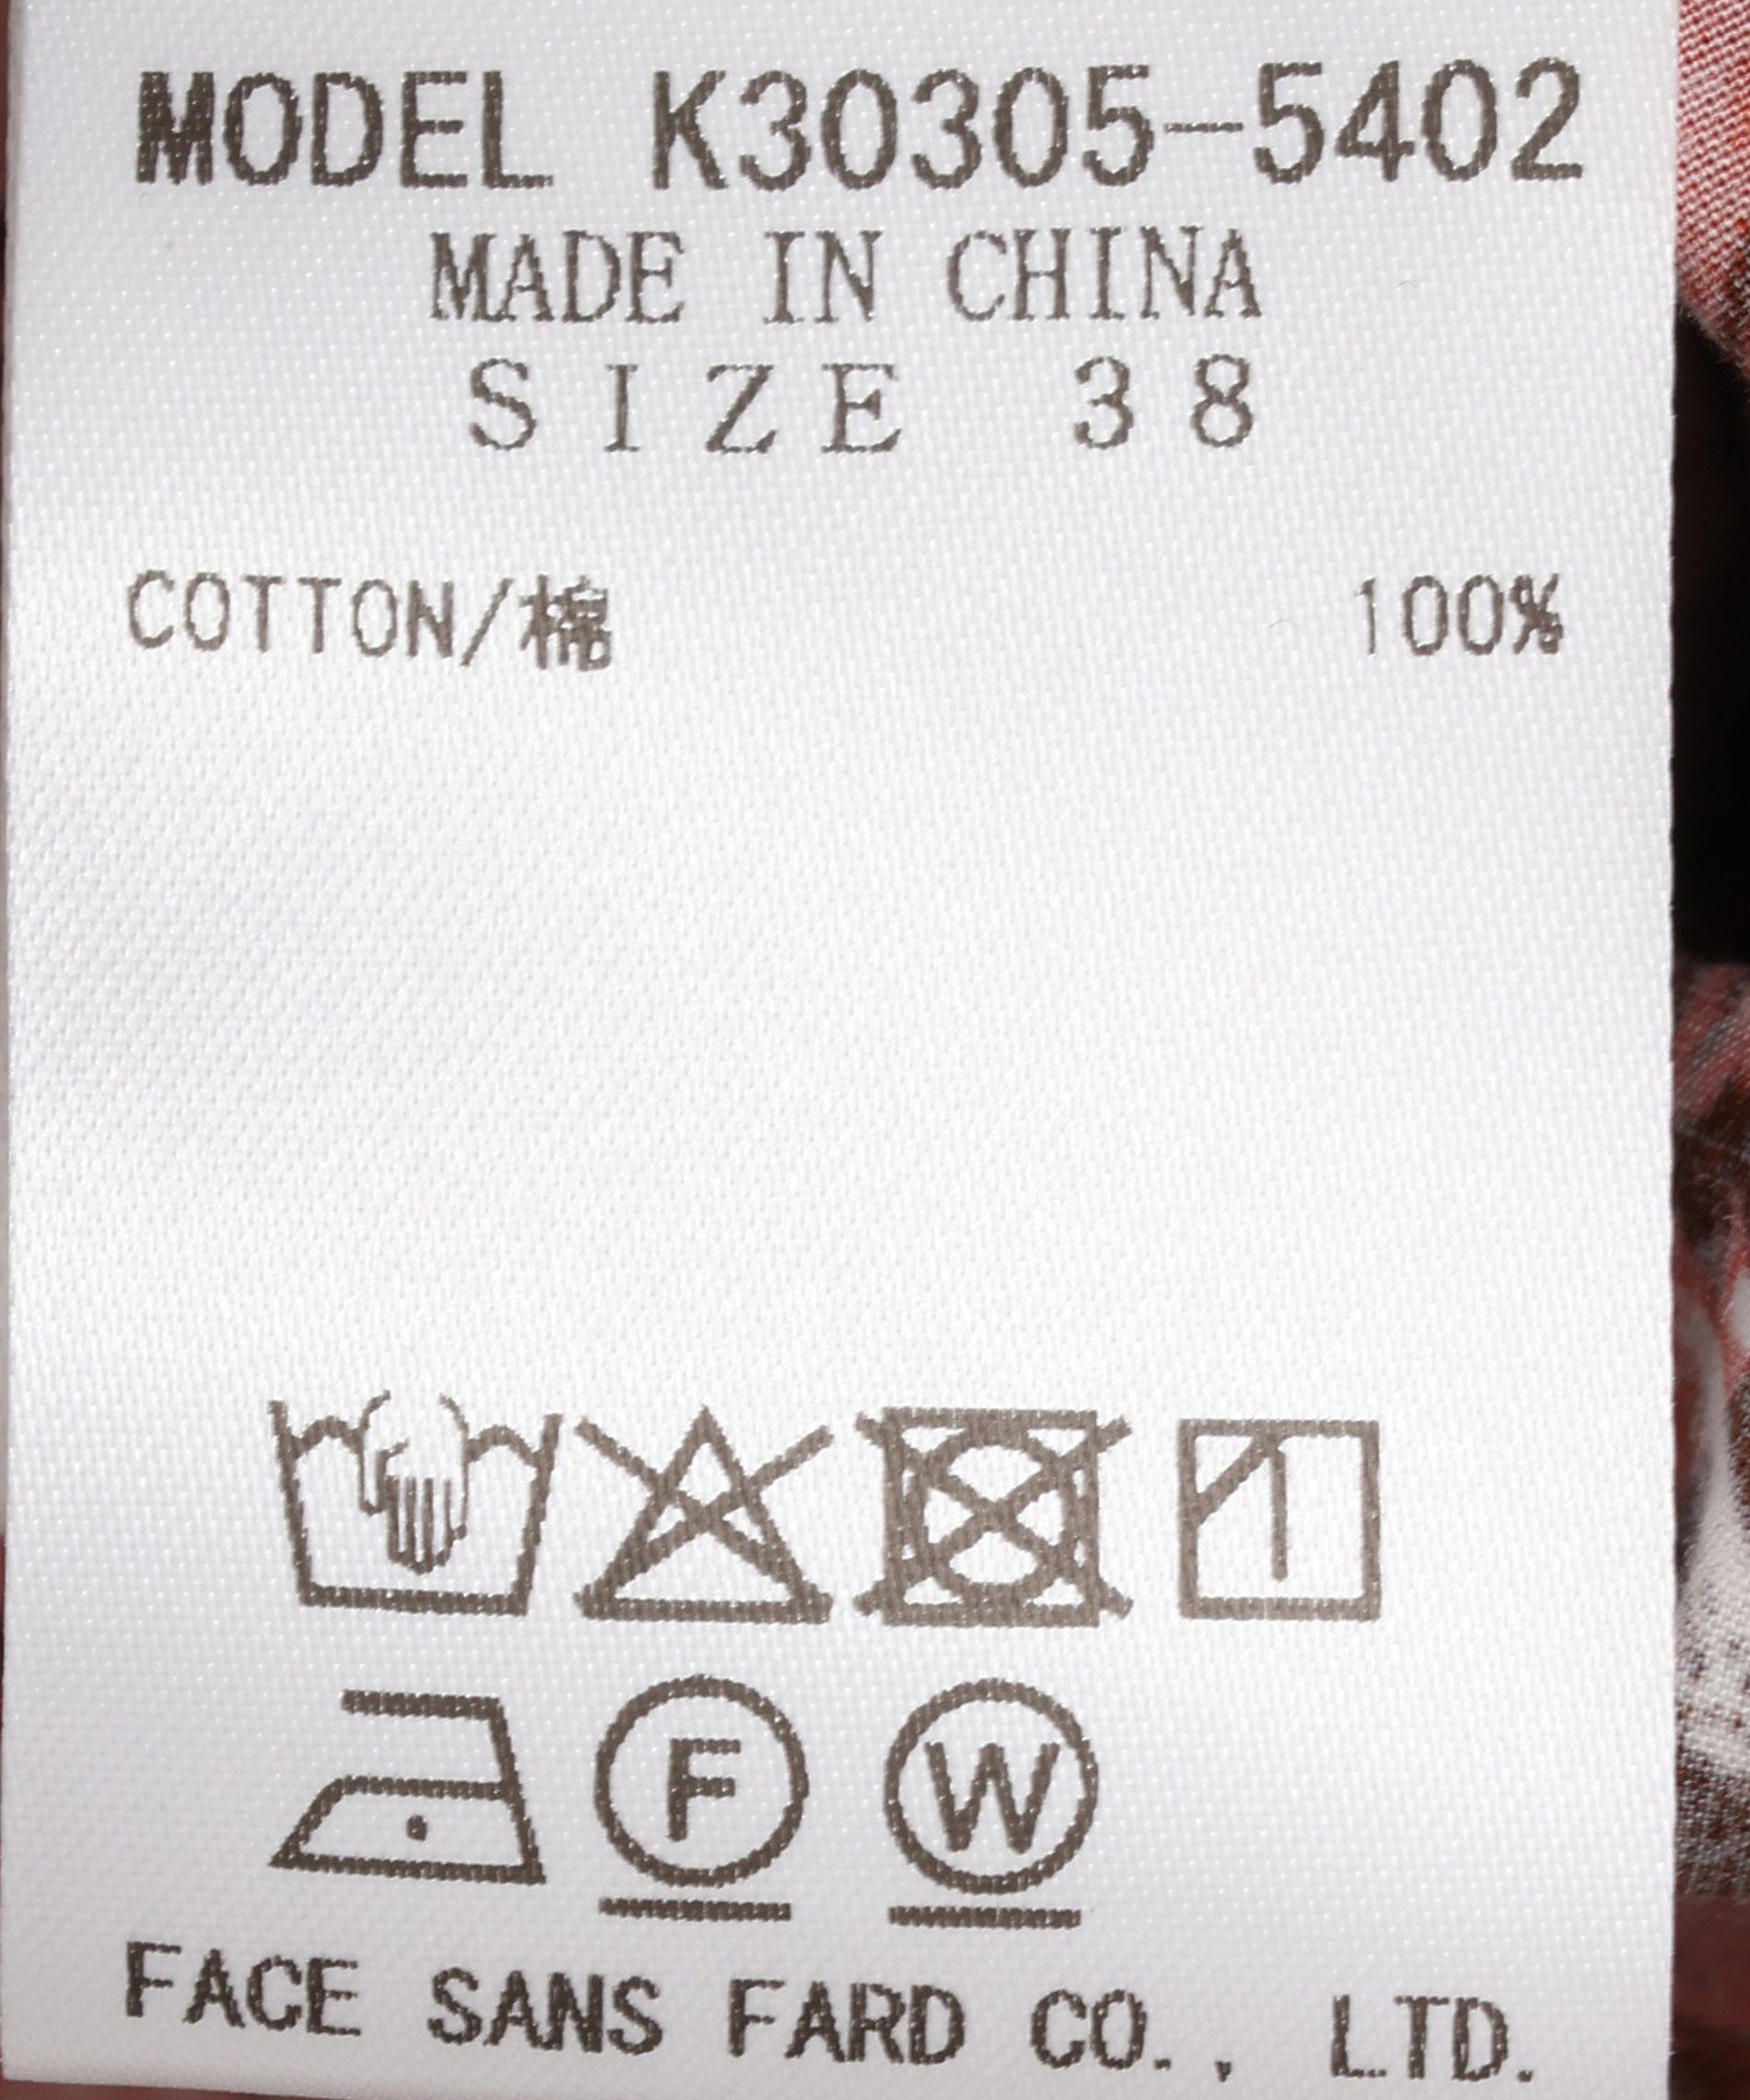 MODEL K30305-5402
MADE IN CHINA
SIZE 38
COTTON/棉 100%
F W
FACE SANS FARD CO., LTD.